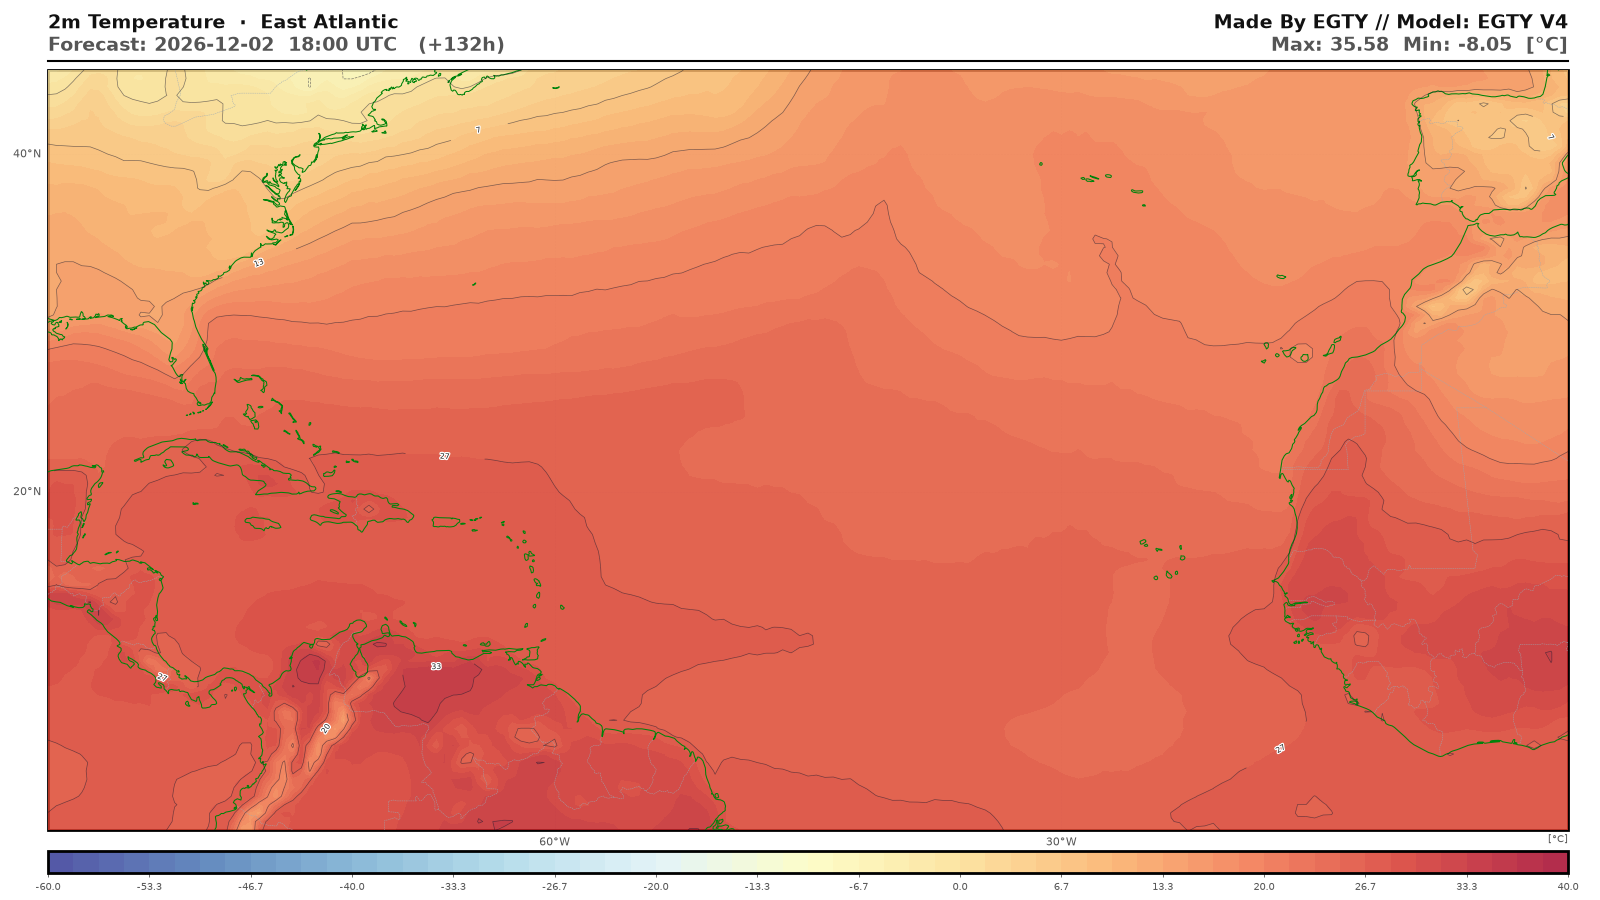 2m Temperature · East Atlantic
Made By EGTY // Model: EGTY V4
Forecast: 2026-12-02 18:00 UTC (+132h)
Max: 35.58 Min: -8.05 [°C]
7
7
40°N
13
27
20°N
33
27
20
27
60°W
30°W
[°C]
-60.0 -53.3 -46.7 -40.0 -33.3 -26.7 -20.0 -13.3 -6.7 0.0 6.7 13.3 20.0 26.7 33.3 40.0